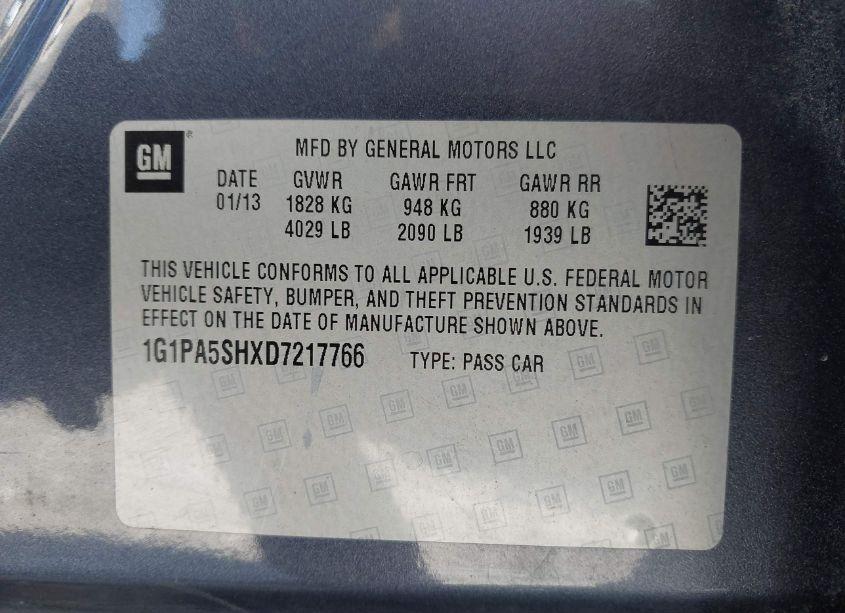 GM
MFD BY GENERAL MOTORS LLC
DATE GVWR GAWR FRT GAWR RR
01/13 1828 KG 948 KG 880 KG
4029 LB 2090 LB 1939 LB
THIS VEHICLE CONFORMS TO ALL APPLICABLE U.S. FEDERAL MOTOR
VEHICLE SAFETY, BUMPER, AND THEFT PREVENTION STANDARDS IN
EFFECT ON THE DATE OF MANUFACTURE SHOWN ABOVE.
1G1PA5SHXD7217766 TYPE: PASS CAR